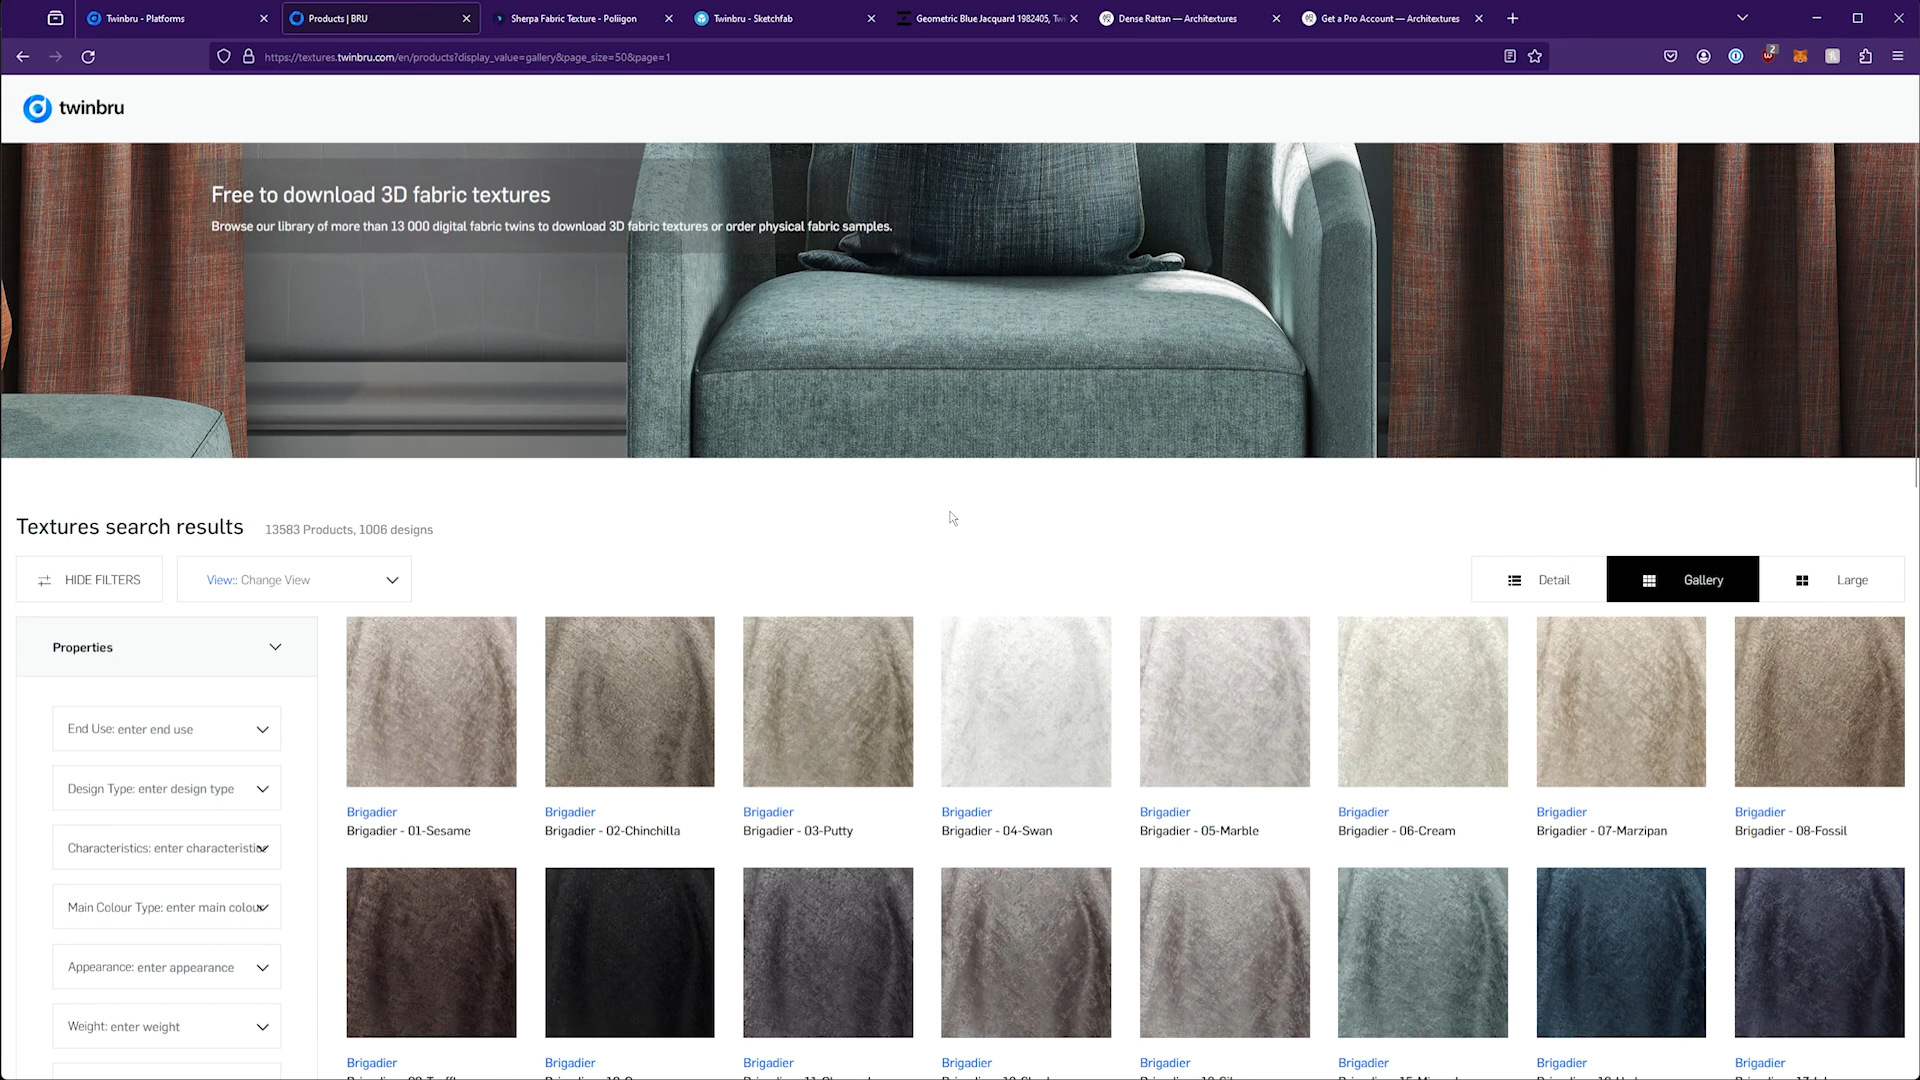 Twinbru - Platforms
Products | BRU
Sherpa Fabric Texture - Poliigon
Twinbru - Sketchfab
Geometric Blue Jacquard 1982405, Twi
Dense Rattan — Architextures
Get a Pro Account — Architextures
https://textures.twinbru.com/en/products?display_value=gallery&page_size=50&page=1
2
twinbru
Free to download 3D fabric textures
Browse our library of more than 13 000 digital fabric twins to download 3D fabric textures or order physical fabric samples.
Textures search results
13583 Products, 1006 designs
HIDE FILTERS
View:: Change View
Detail
Gallery
Large
Properties
End Use: enter end use
Design Type: enter design type
Characteristics: enter characteristic
Main Colour Type: enter main colou
Appearance: enter appearance
Weight: enter weight
Brigadier
Brigadier - 01-Sesame
Brigadier
Brigadier - 02-Chinchilla
Brigadier
Brigadier - 03-Putty
Brigadier
Brigadier - 04-Swan
Brigadier
Brigadier - 05-Marble
Brigadier
Brigadier - 06-Cream
Brigadier
Brigadier - 07-Marzipan
Brigadier
Brigadier - 08-Fossil
Brigadier
Brigadier
Brigadier
Brigadier
Brigadier
Brigadier
Brigadier
Brigadier